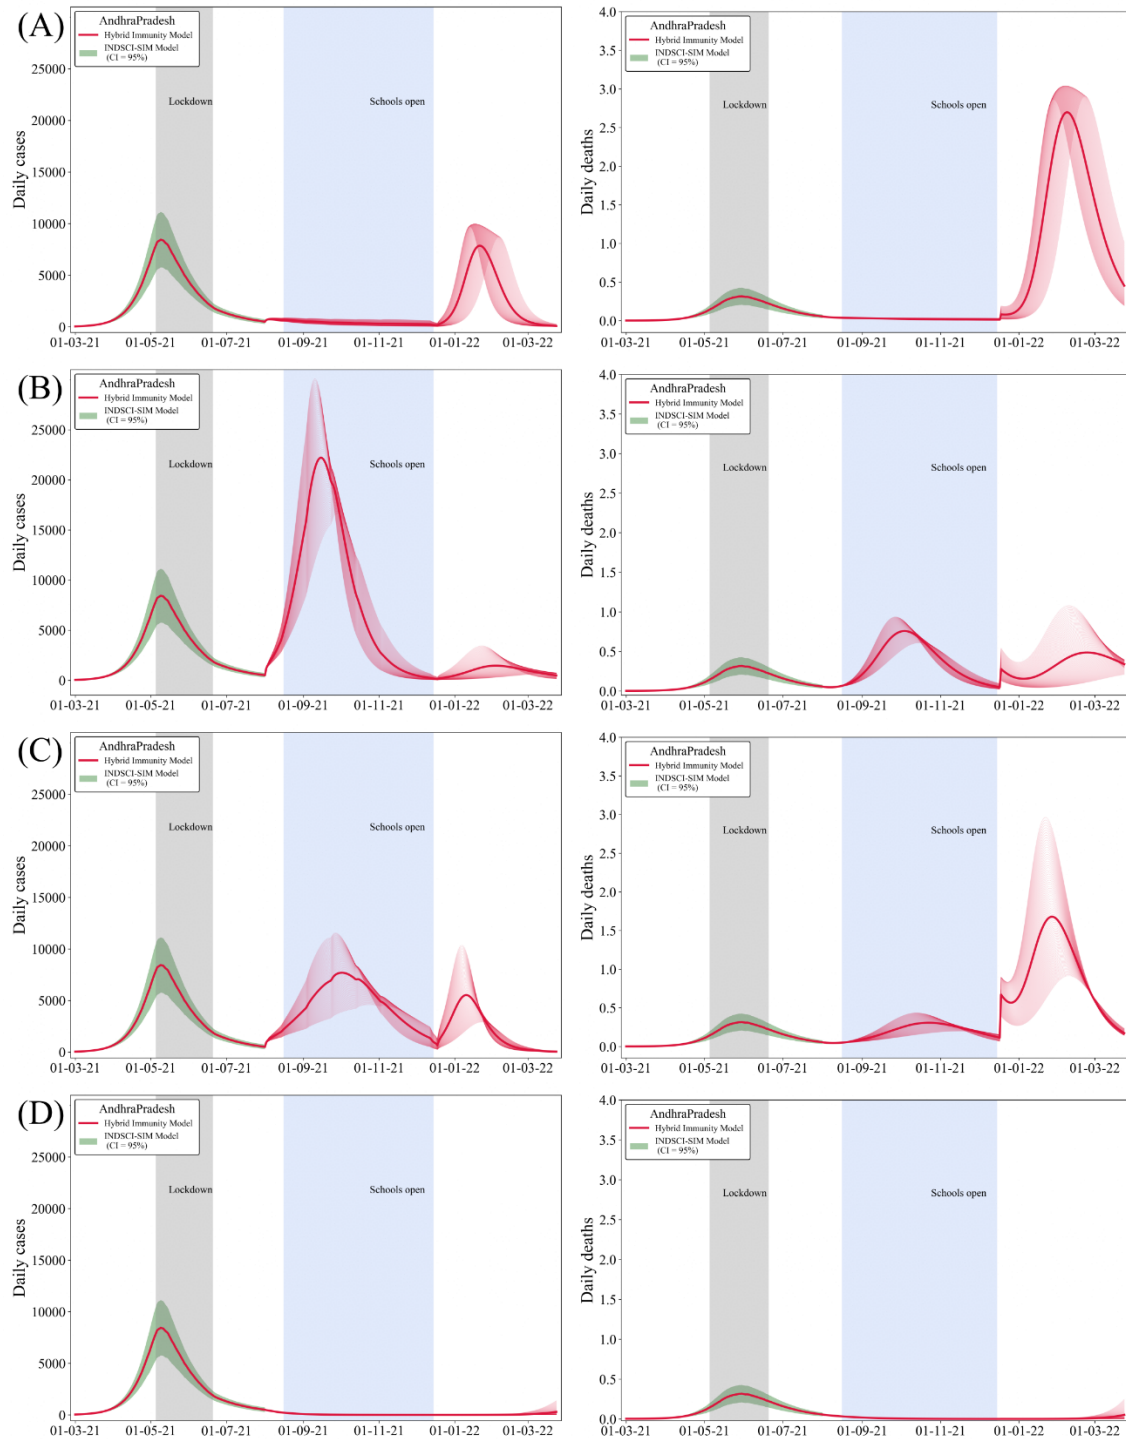 (A)
AndhraPradesh
Hybrid Immunity Model
INDSCI-SIM Model
(CI = 95%)
Lockdown
Schools open
Daily cases
25000
20000
15000
10000
5000
0
01-03-21 01-05-21 01-07-21 01-09-21 01-11-21 01-01-22 01-03-22
AndhraPradesh
Hybrid Immunity Model
INDSCI-SIM Model
(CI = 95%)
Lockdown
Schools open
Daily deaths
4.0
3.5
3.0
2.5
2.0
1.5
1.0
0.5
0.0
01-03-21 01-05-21 01-07-21 01-09-21 01-11-21 01-01-22 01-03-22
(B)
AndhraPradesh
Hybrid Immunity Model
INDSCI-SIM Model
(CI = 95%)
Lockdown
Schools open
Daily cases
25000
20000
15000
10000
5000
0
01-03-21 01-05-21 01-07-21 01-09-21 01-11-21 01-01-22 01-03-22
AndhraPradesh
Hybrid Immunity Model
INDSCI-SIM Model
(CI = 95%)
Lockdown
Schools open
Daily deaths
4.0
3.5
3.0
2.5
2.0
1.5
1.0
0.5
0.0
01-03-21 01-05-21 01-07-21 01-09-21 01-11-21 01-01-22 01-03-22
(C)
AndhraPradesh
Hybrid Immunity Model
INDSCI-SIM Model
(CI = 95%)
Lockdown
Schools open
Daily cases
25000
20000
15000
10000
5000
0
01-03-21 01-05-21 01-07-21 01-09-21 01-11-21 01-01-22 01-03-22
AndhraPradesh
Hybrid Immunity Model
INDSCI-SIM Model
(CI = 95%)
Lockdown
Schools open
Daily deaths
4.0
3.5
3.0
2.5
2.0
1.5
1.0
0.5
0.0
01-03-21 01-05-21 01-07-21 01-09-21 01-11-21 01-01-22 01-03-22
(D)
AndhraPradesh
Hybrid Immunity Model
INDSCI-SIM Model
(CI = 95%)
Lockdown
Schools open
Daily cases
25000
20000
15000
10000
5000
0
01-03-21 01-05-21 01-07-21 01-09-21 01-11-21 01-01-22 01-03-22
AndhraPradesh
Hybrid Immunity Model
INDSCI-SIM Model
(CI = 95%)
Lockdown
Schools open
Daily deaths
4.0
3.5
3.0
2.5
2.0
1.5
1.0
0.5
0.0
01-03-21 01-05-21 01-07-21 01-09-21 01-11-21 01-01-22 01-03-22